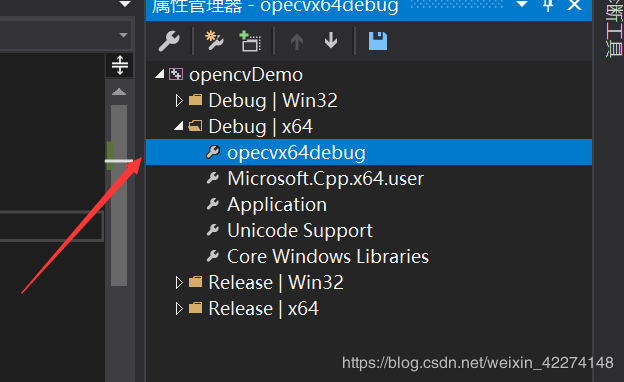 属性管理器 - opecvx64debug
opencvDemo
Debug | Win32
Debug | x64
opecvx64debug
Microsoft.Cpp.x64.user
Application
Unicode Support
Core Windows Libraries
Release | Win32
Release | x64
断工具
https://blog.csdn.net/weixin_42274148